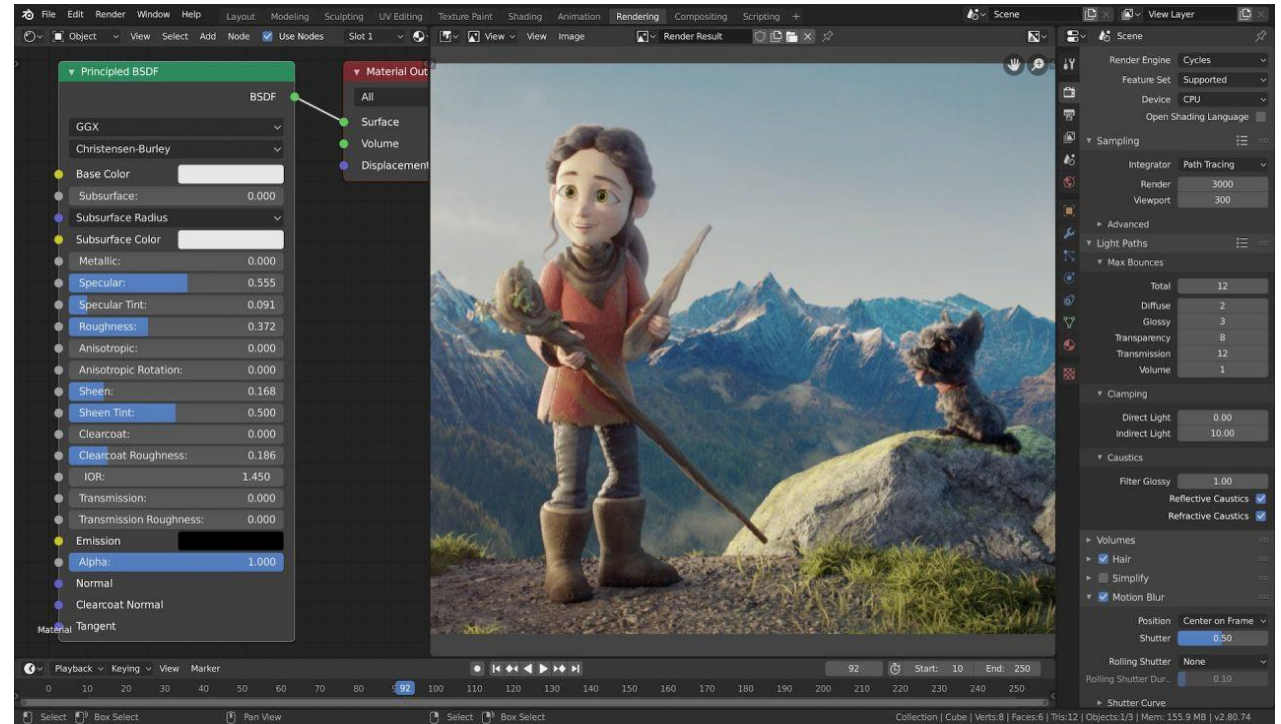 File Edit Render Window Help Layout Modeling Sculpting UV Editing Texture Paint Shading Animation Rendering Compositing Scripting + Scene View Layer
Object View Select Add Node Use Nodes Slot 1 View View Image Render Result Scene
Principled BSDF
BSDF
GGX
Christensen-Burley
Base Color
Subsurface: 0.000
Subsurface Radius
Subsurface Color
Metallic: 0.000
Specular: 0.555
Specular Tint: 0.091
Roughness: 0.372
Anisotropic: 0.000
Anisotropic Rotation: 0.000
Sheen: 0.168
Sheen Tint: 0.500
Clearcoat: 0.000
Clearcoat Roughness: 0.186
IOR: 1.450
Transmission: 0.000
Transmission Roughness: 0.000
Emission
Alpha: 1.000
Normal
Clearcoat Normal
Tangent
Material
Material Out
All
Surface
Volume
Displacement
Render Engine Cycles
Feature Set Supported
Device CPU
Open Shading Language
Sampling
Integrator Path Tracing
Render 3000
Viewport 300
Advanced
Light Paths
Max Bounces
Total 12
Diffuse 2
Glossy 3
Transparency 8
Transmission 12
Volume 1
Clamping
Direct Light 0.00
Indirect Light 10.00
Caustics
Filter Glossy 1.00
Reflective Caustics
Refractive Caustics
Volumes
Hair
Simplify
Motion Blur
Position Center on Frame
Shutter 0.50
Rolling Shutter None
Rolling Shutter Dur.. 0.10
Shutter Curve
Playback Keying View Marker 92 Start: 10 End: 250
0 10 20 30 40 50 60 70 80 92 100 110 120 130 140 150 160 170 180 190 200 210 220 230 240 250
Select Box Select Pan View Select Box Select Collection | Cube | Verts:8 | Faces:6 | Tris:12 | Objects:1/3 | Mem: 155.9 MB | v2.80.74